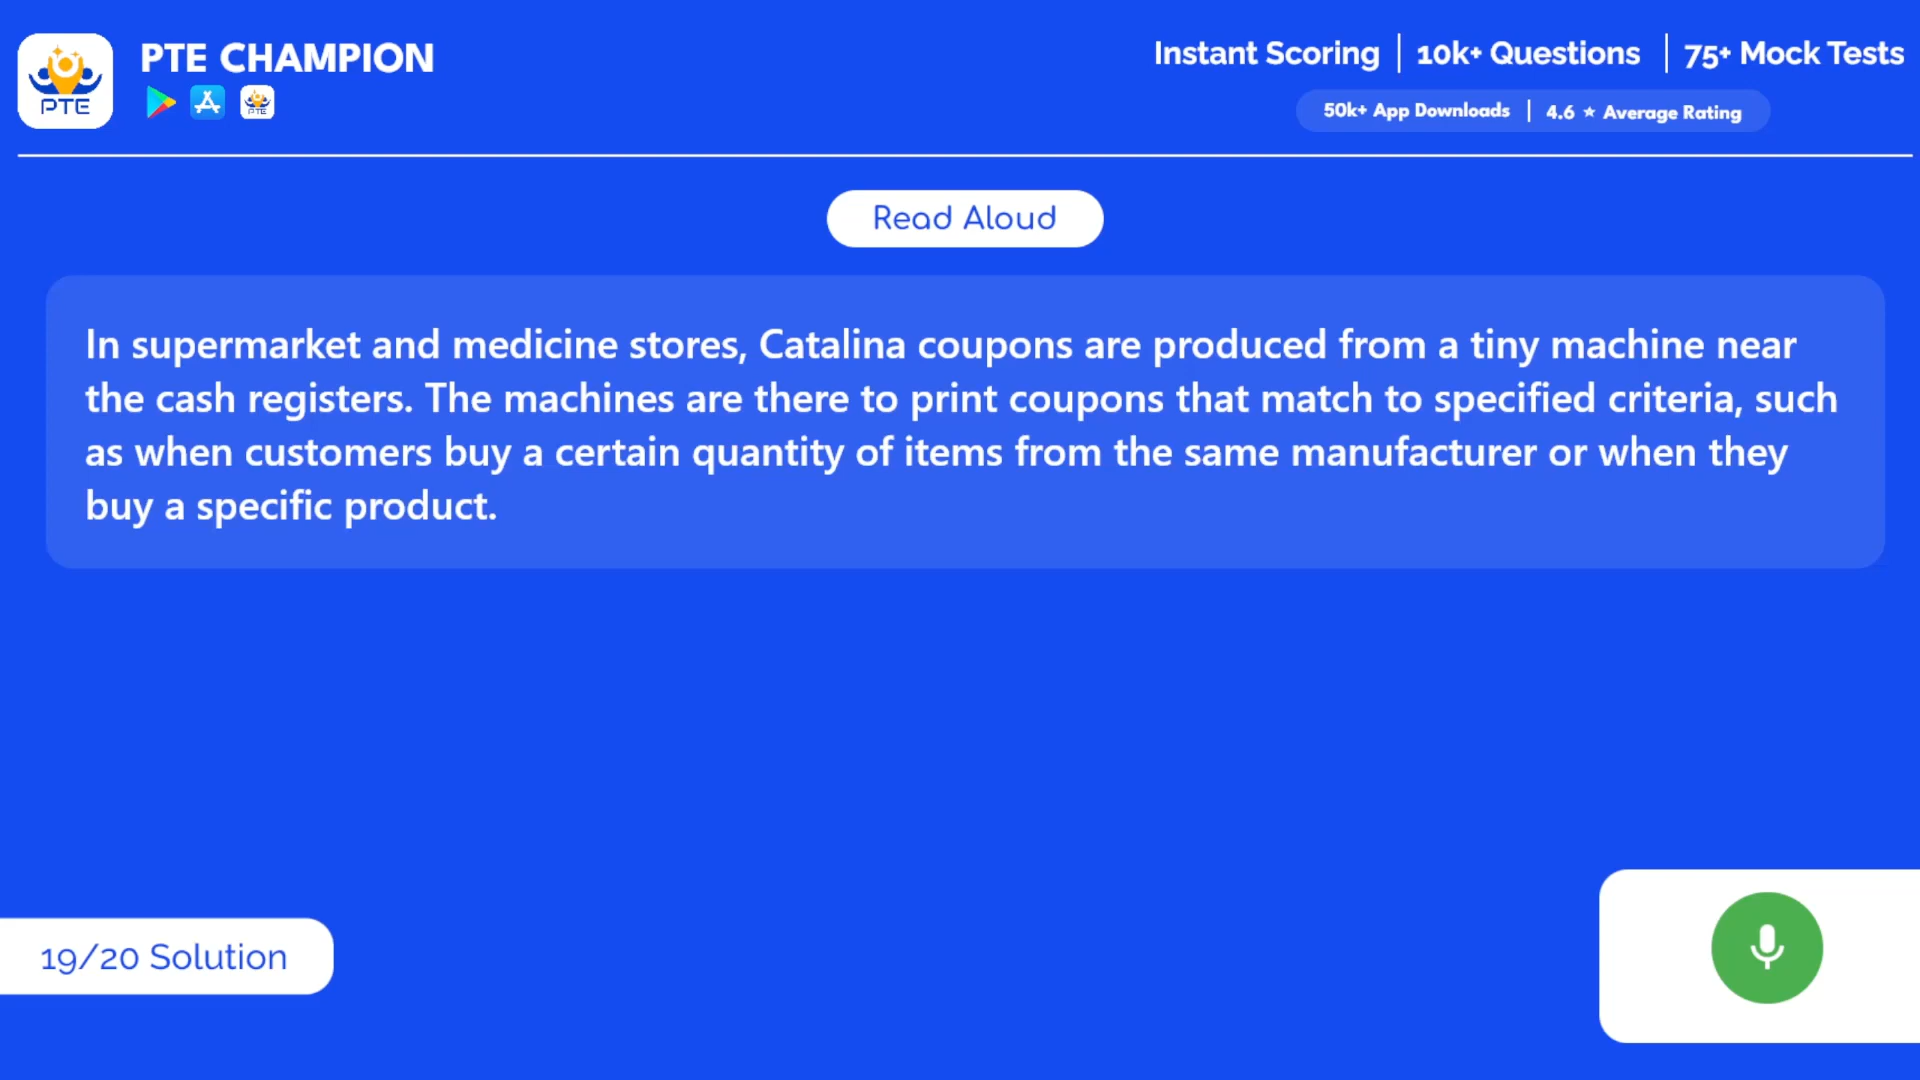 PTE CHAMPION
PTE
PTE
Instant Scoring | 10k+ Questions | 75+ Mock Tests
50k+ App Downloads | 4.6 ★ Average Rating
Read Aloud
In supermarket and medicine stores, Catalina coupons are produced from a tiny machine near
the cash registers. The machines are there to print coupons that match to specified criteria, such
as when customers buy a certain quantity of items from the same manufacturer or when they
buy a specific product.
19/20 Solution